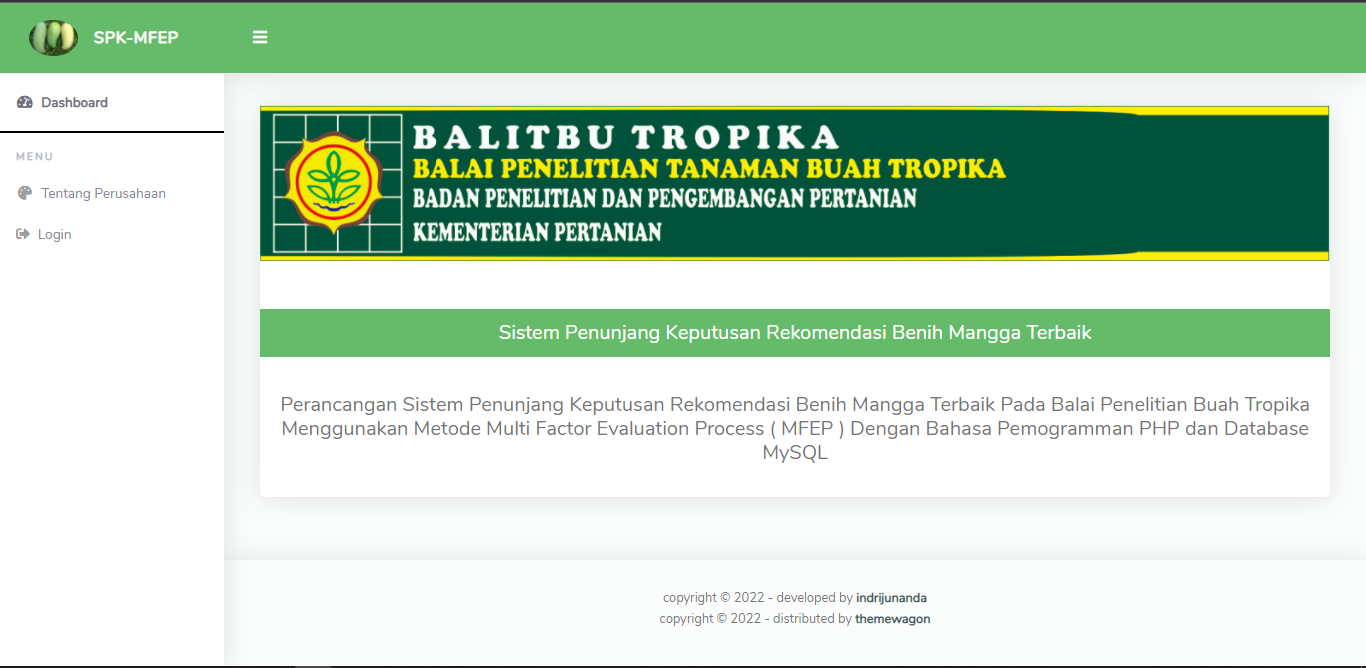 SPK-MFEP
Dashboard
MENU
Tentang Perusahaan
Login
BALITBU TROPIKA
BALAI PENELITIAN TANAMAN BUAH TROPIKA
BADAN PENELITIAN DAN PENGEMBANGAN PERTANIAN
KEMENTERIAN PERTANIAN
Sistem Penunjang Keputusan Rekomendasi Benih Mangga Terbaik
Perancangan Sistem Penunjang Keputusan Rekomendasi Benih Mangga Terbaik Pada Balai Penelitian Buah Tropika
Menggunakan Metode Multi Factor Evaluation Process ( MFEP ) Dengan Bahasa Pemogramman PHP dan Database
MySQL
copyright © 2022 - developed by indrijunanda
copyright © 2022 - distributed by themewagon